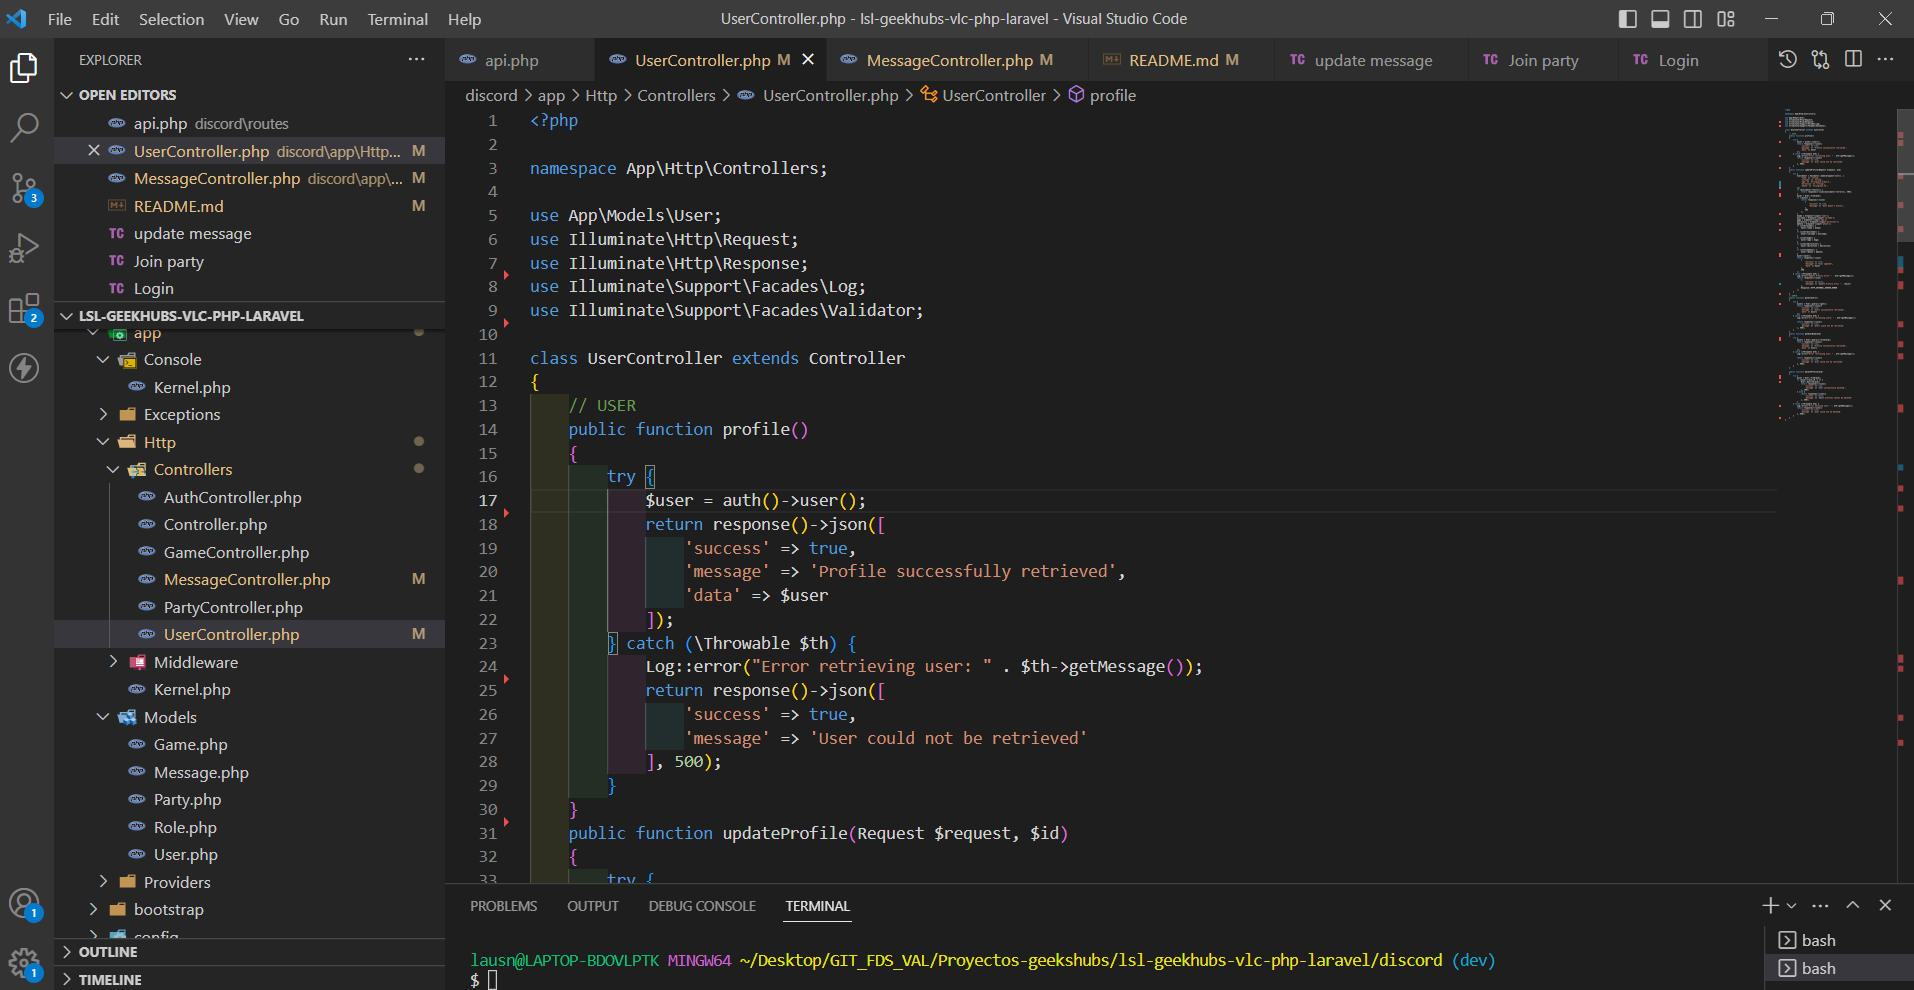 File Edit Selection View Go Run Terminal Help
UserController.php - lsl-geekhubs-vlc-php-laravel - Visual Studio Code
EXPLORER
OPEN EDITORS
api.php discord\routes
UserController.php discord\app\Http... M
MessageController.php discord\app\... M
README.md M
TC update message
TC Join party
TC Login
LSL-GEEKHUBS-VLC-PHP-LARAVEL
app
Console
Kernel.php
Exceptions
Http
Controllers
AuthController.php
Controller.php
GameController.php
MessageController.php M
PartyController.php
UserController.php M
Middleware
Kernel.php
Models
Game.php
Message.php
Party.php
Role.php
User.php
Providers
bootstrap
config
OUTLINE
TIMELINE
3
2
1
1
api.php
UserController.php M
MessageController.php M
README.md M
TC update message
TC Join party
TC Login
discord > app > Http > Controllers > UserController.php > UserController > profile
1 <?php
2
3 namespace App\Http\Controllers;
4
5 use App\Models\User;
6 use Illuminate\Http\Request;
7 use Illuminate\Http\Response;
8 use Illuminate\Support\Facades\Log;
9 use Illuminate\Support\Facades\Validator;
10
11 class UserController extends Controller
12 {
13 // USER
14 public function profile()
15 {
16 try {
17 $user = auth()->user();
18 return response()->json([
19 'success' => true,
20 'message' => 'Profile successfully retrieved',
21 'data' => $user
22 ]);
23 } catch (\Throwable $th) {
24 Log::error("Error retrieving user: " . $th->getMessage());
25 return response()->json([
26 'success' => true,
27 'message' => 'User could not be retrieved'
28 ], 500);
29 }
30 }
31 public function updateProfile(Request $request, $id)
32 {
33 try {
PROBLEMS OUTPUT DEBUG CONSOLE TERMINAL
lausn@LAPTOP-BDOVLPTK MINGW64 ~/Desktop/GIT_FDS_VAL/Proyectos-geekshubs/lsl-geekhubs-vlc-php-laravel/discord (dev)
$
bash
bash